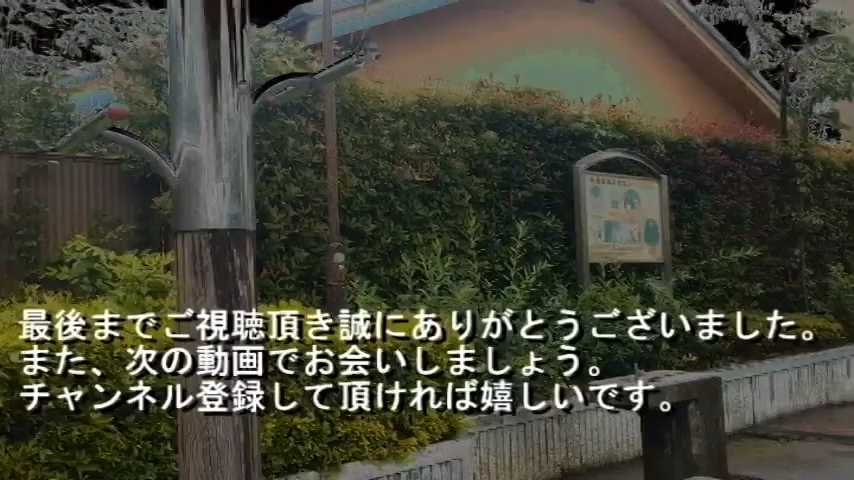 最後までご視聴頂き誠にありがとうございました。
また、次の動画でお会いしましょう。
チャンネル登録して頂ければ嬉しいです。